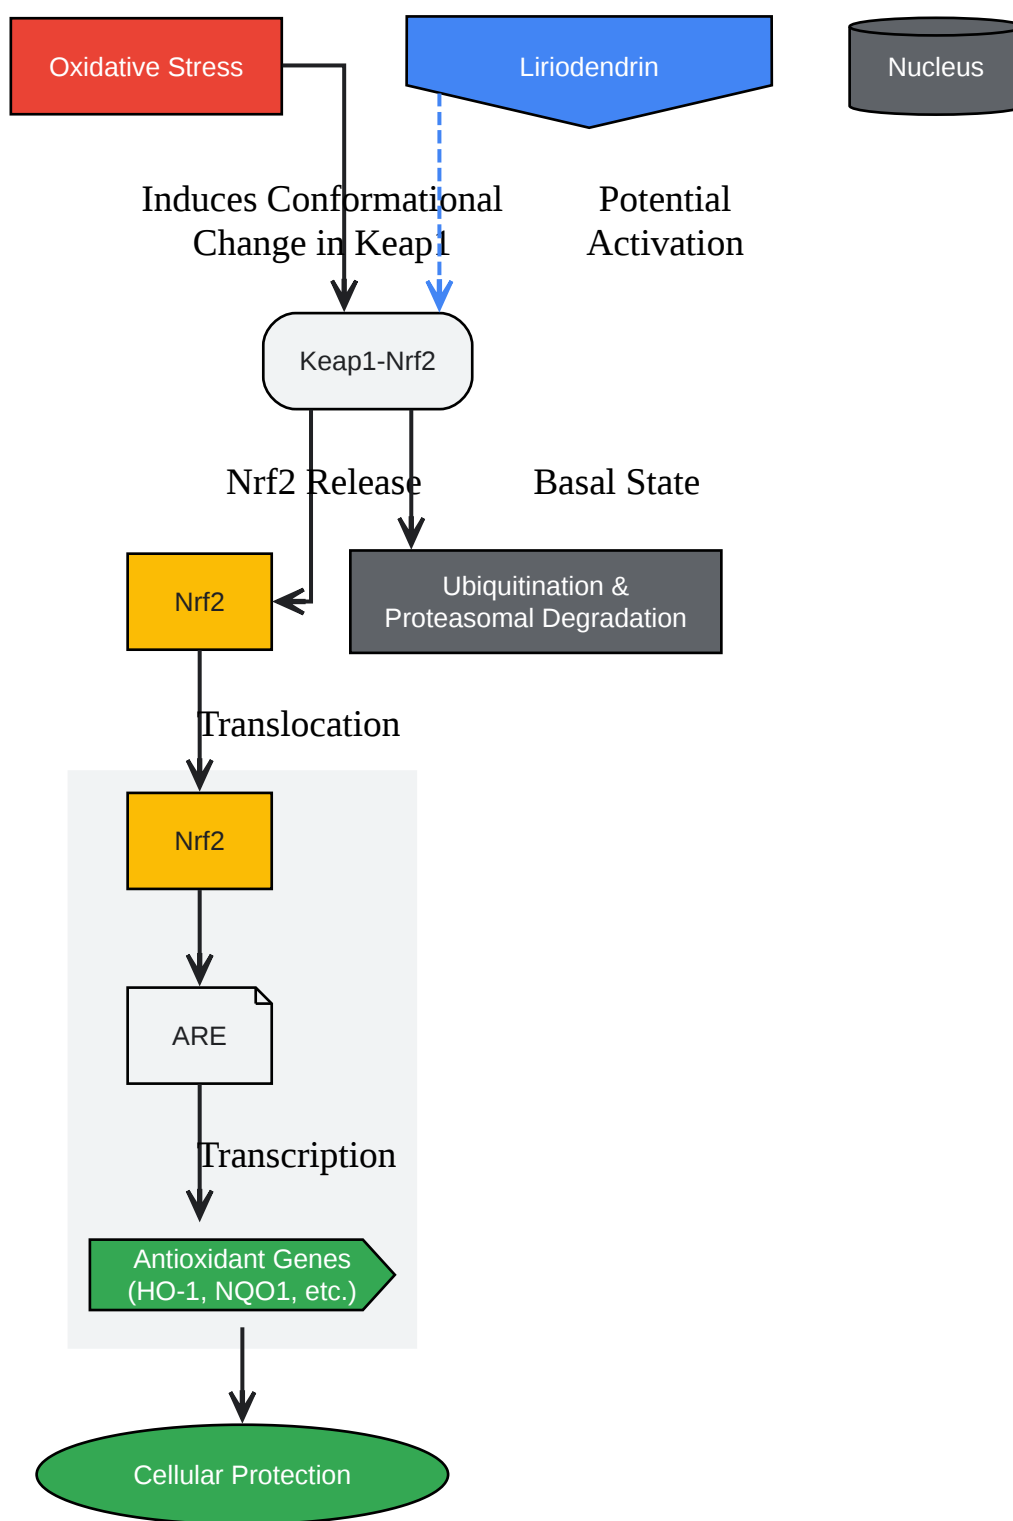 Oxidative Stress
Liriodendrin
Nucleus
Induces Conformational
Change in Keap1
Potential
Activation
Keap1-Nrf2
Nrf2 Release
Basal State
Nrf2
Ubiquitination &
Proteasomal Degradation
Translocation
Nrf2
ARE
Transcription
Antioxidant Genes
(HO-1, NQO1, etc.)
Cellular Protection